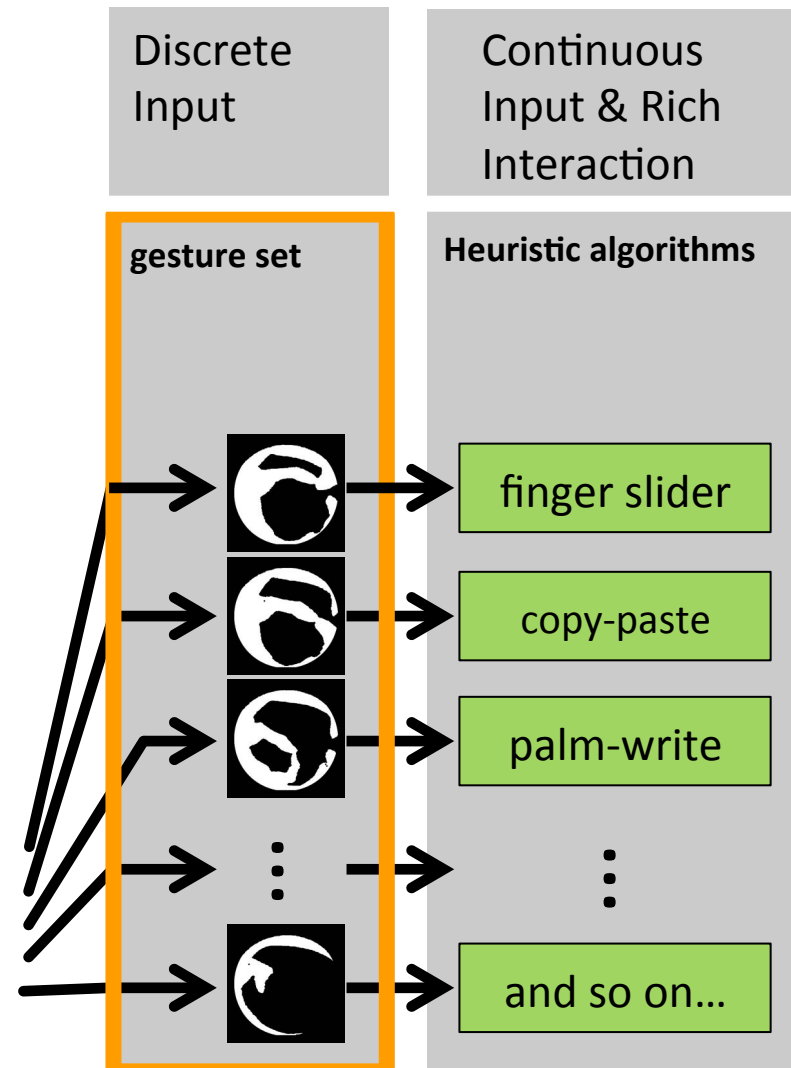 Discrete
Input
Continuous
Input & Rich
Interaction
gesture set
Heuristic algorithms
finger slider
copy-paste
palm-write
⋮
⋮
and so on...